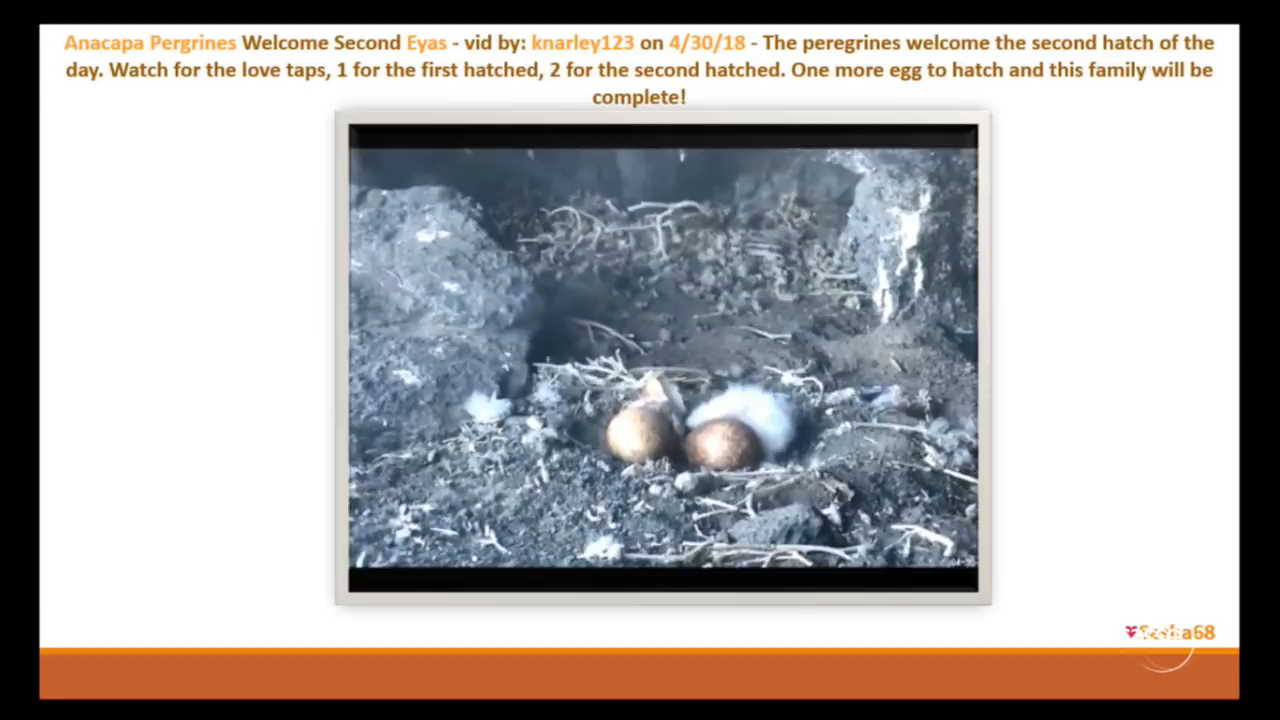 Anacapa Pergrines Welcome Second Eyas - vid by: knarley123 on 4/30/18 - The peregrines welcome the second hatch of the
day. Watch for the love taps, 1 for the first hatched, 2 for the second hatched. One more egg to hatch and this family will be
complete!